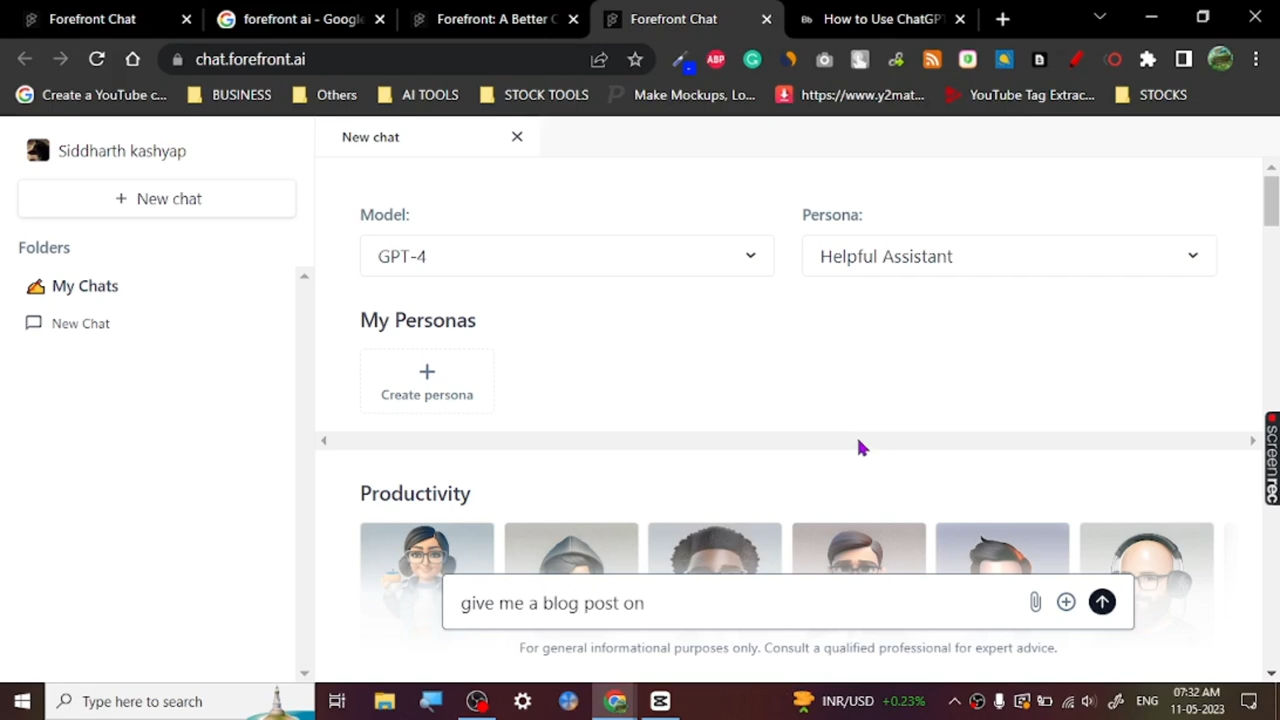 Forefront Chat
forefront ai - Google
Forefront: A Better C
Forefront Chat
Bb
How to Use ChatGPT
chat.forefront.ai
ABP
Create a YouTube c...
BUSINESS
Others
AI TOOLS
STOCK TOOLS
Make Mockups, Lo...
https://www.y2mat...
YouTube Tag Extrac...
STOCKS
Siddharth kashyap
+ New chat
Folders
My Chats
New Chat
New chat
Model:
Persona:
GPT-4
Helpful Assistant
My Personas
+
Create persona
Productivity
give me a blog post on
For general informational purposes only. Consult a qualified professional for expert advice.
screenrec
Type here to search
INR/USD +0.23%
ENG
07:32 AM
11-05-2023